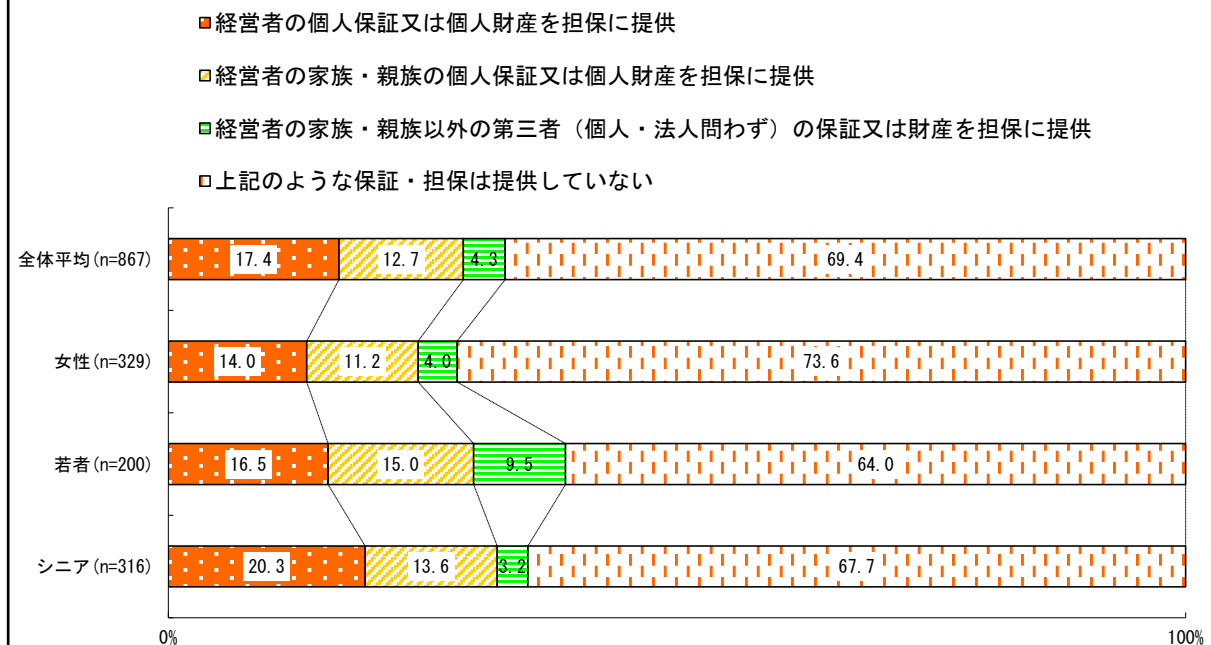 経営者の個人保証又は個人財産を担保に提供
経営者の家族・親族の個人保証又は個人財産を担保に提供
経営者の家族・親族以外の第三者（個人・法人問わず）の保証又は財産を担保に提供
上記のような保証・担保は提供していない
全体平均(n=867) 17.4 12.7 4.3 69.4
女性(n=329) 14.0 11.2 4.0 73.6
若者(n=200) 16.5 15.0 9.5 64.0
シニア(n=316) 20.3 13.6 3.2 67.7
0% 100%